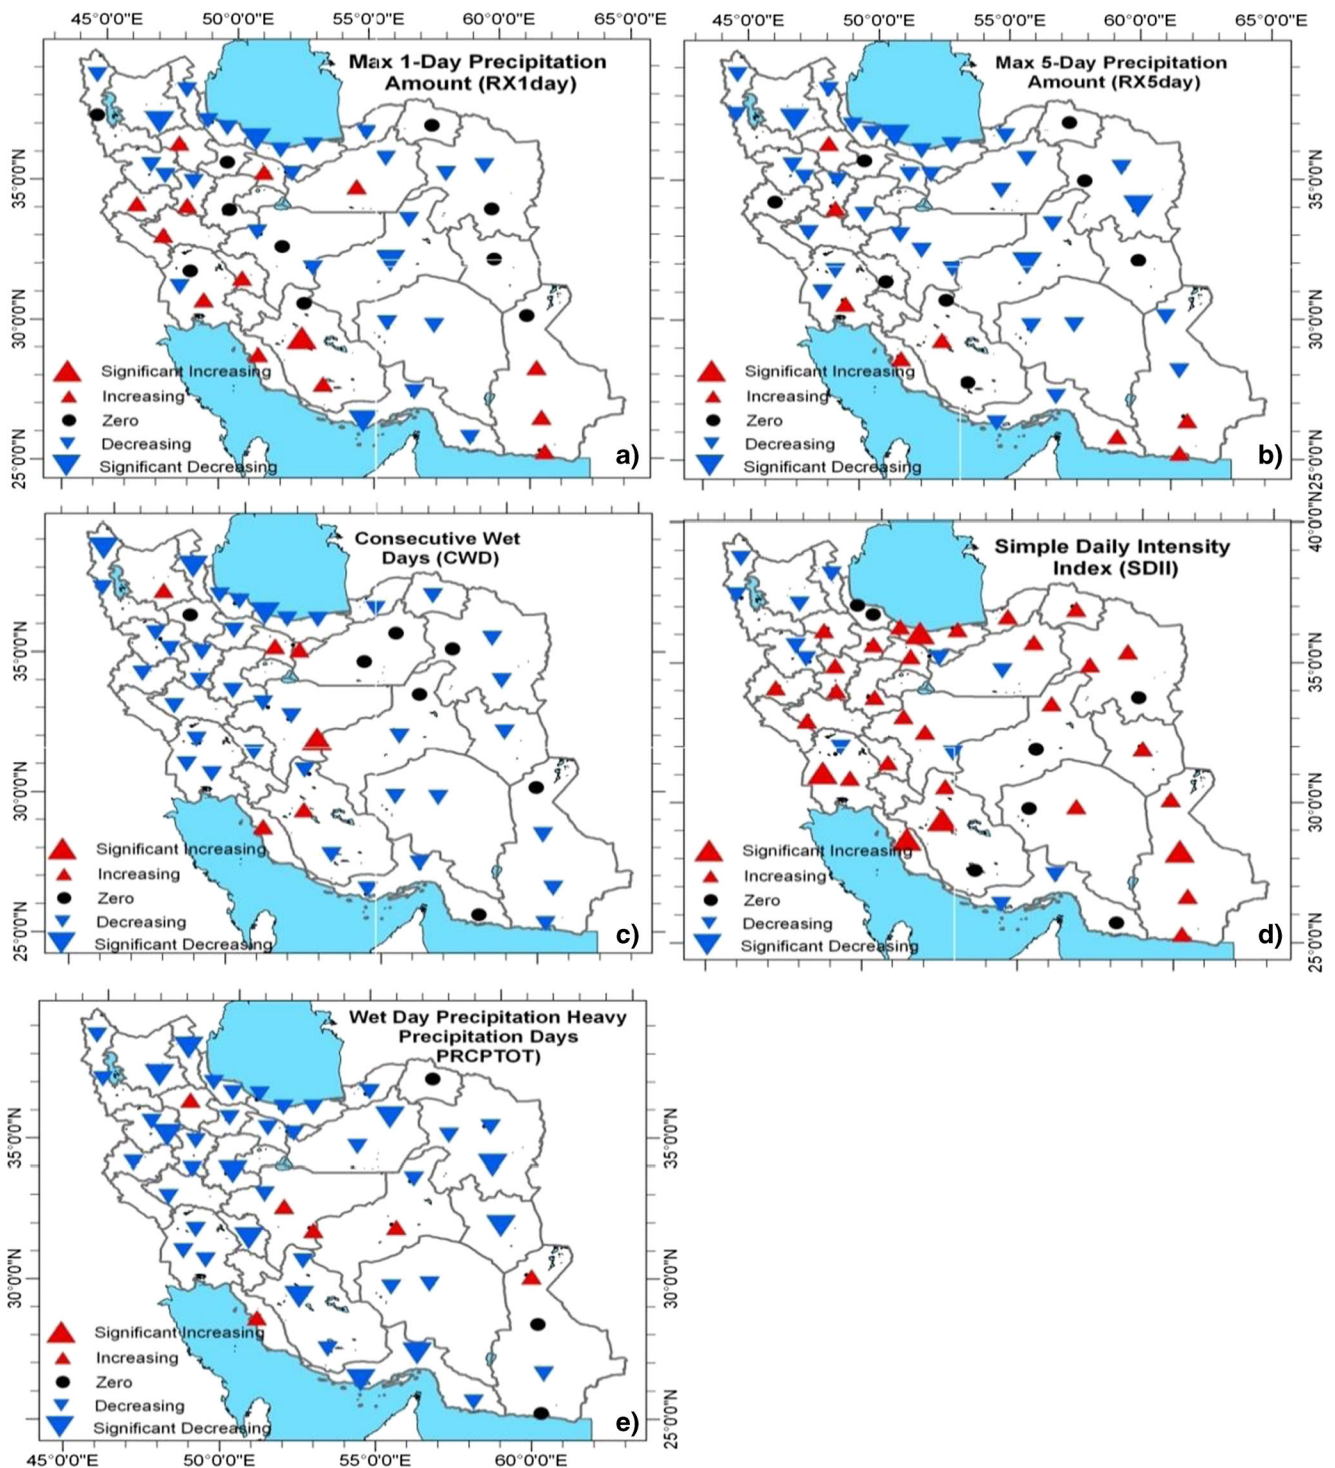 45°0'0"E 50°0'0"E 55°0'0"E 60°0'0"E 65°0'0"E
45°0'0"E 50°0'0"E 55°0'0"E 60°0'0"E 65°0'0"E
Max 1-Day Precipitation
Amount (RX1day)
35°0'0"N
30°0'0"N
25°0'0"N
Significant Increasing
Increasing
Zero
Decreasing
Significant Decreasing
a)
Max 5-Day Precipitation
Amount (RX5day)
35°0'0"N
30°0'0"N
25°0'0"N
Significant Increasing
Increasing
Zero
Decreasing
Significant Decreasing
b)
Consecutive Wet
Days (CWD)
35°0'0"N
30°0'0"N
25°0'0"N
Significant Increasing
Increasing
Zero
Decreasing
Significant Decreasing
c)
Simple Daily Intensity
Index (SDII)
40°0'0"N
35°0'0"N
30°0'0"N
25°0'0"N
Significant Increasing
Increasing
Zero
Decreasing
Significant Decreasing
d)
Wet Day Precipitation Heavy
Precipitation Days
PRCPTOT)
35°0'0"N
30°0'0"N
35°0'0"N
30°0'0"N
25°0'0"N
Significant Increasing
Increasing
Zero
Decreasing
Significant Decreasing
e)
45°0'0"E 50°0'0"E 55°0'0"E 60°0'0"E